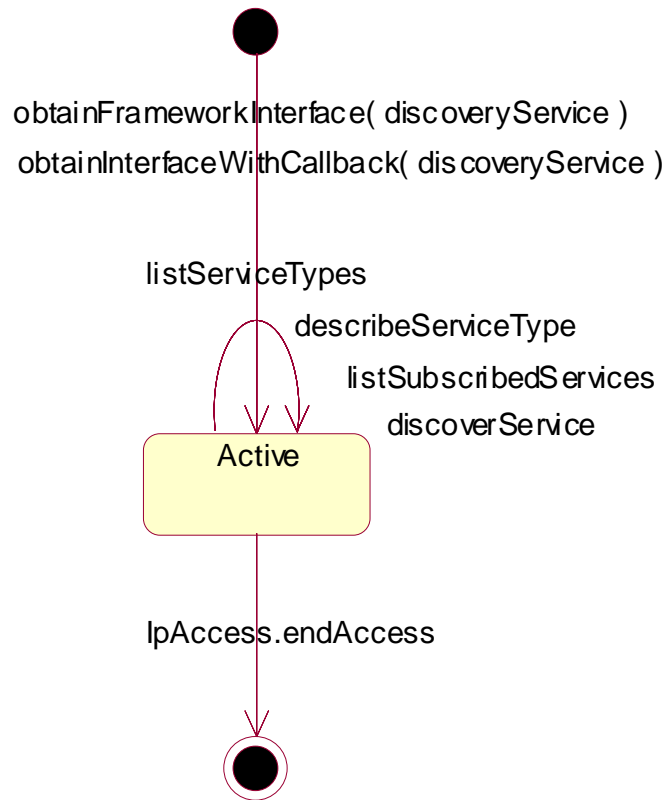 obtainFrameworkInterface( discoveryService )
obtainInterfaceWithCallback( discoveryService )
listServiceTypes
describeServiceType
listSubscribedServices
discoverService
Active
IpAccess.endAccess